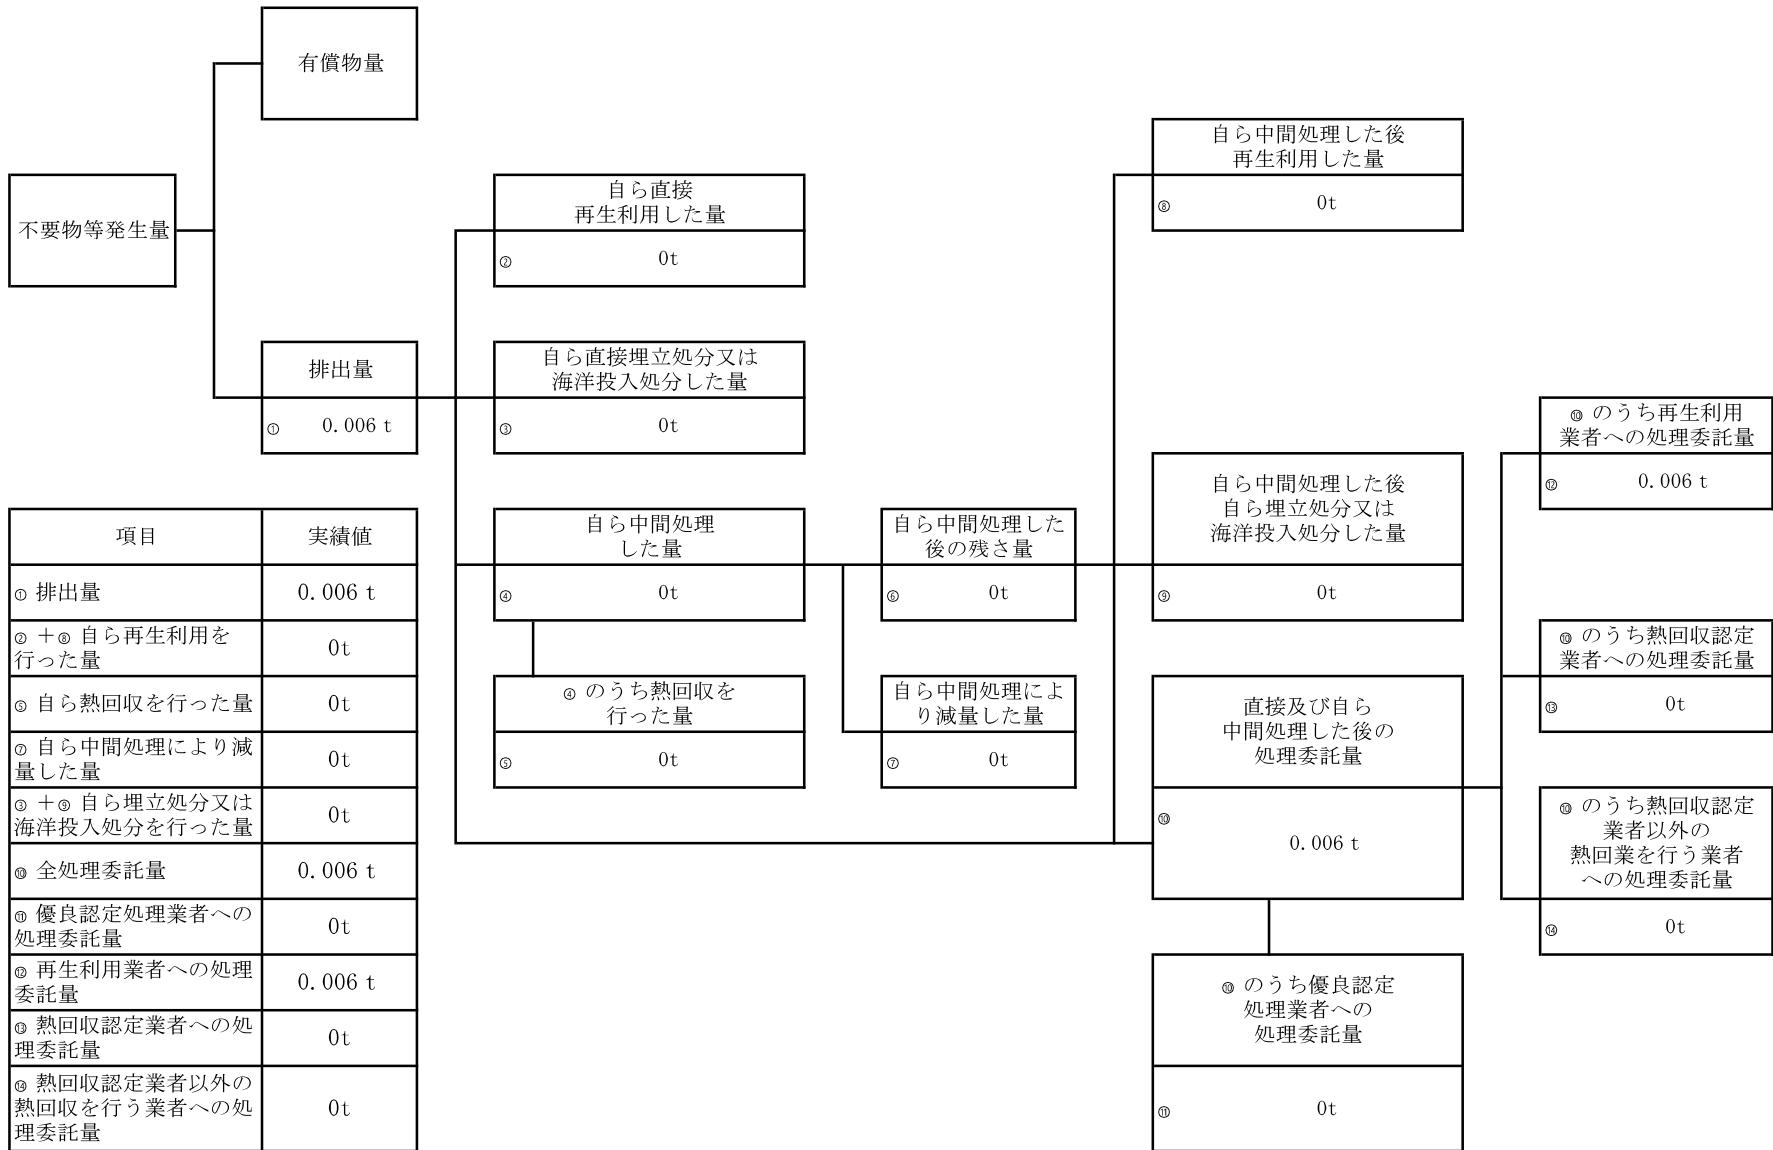 有償物量
不要物等発生量
排出量
① 0.006 t
自ら直接
再生利用した量
② 0t
自ら直接埋立処分又は
海洋投入処分した量
③ 0t
自ら中間処理
した量
④ 0t
④ のうち熱回収を
行った量
⑤ 0t
自ら中間処理した
後の残さ量
⑥ 0t
自ら中間処理によ
り減量した量
⑦ 0t
自ら中間処理した後
再生利用した量
⑧ 0t
自ら中間処理した後
自ら埋立処分又は
海洋投入処分した量
⑨ 0t
直接及び自ら
中間処理した後の
処理委託量
⑩
0.006 t
⑩ のうち優良認定
処理業者への
処理委託量
⑪ 0t
⑩ のうち再生利用
業者への処理委託量
⑫ 0.006 t
⑩ のうち熱回収認定
業者への処理委託量
⑬ 0t
⑩ のうち熱回収認定
業者以外の
熱回業を行う業者
への処理委託量
⑭ 0t
項目 実績値
① 排出量 0.006 t
② +⑧ 自ら再生利用を
行った量 0t
⑤ 自ら熱回収を行った量 0t
⑦ 自ら中間処理により減
量した量 0t
③ +⑨ 自ら埋立処分又は
海洋投入処分を行った量 0t
⑩ 全処理委託量 0.006 t
⑪ 優良認定処理業者への
処理委託量 0t
⑫ 再生利用業者への処理
委託量 0.006 t
⑬ 熱回収認定業者への処
理委託量 0t
⑭ 熱回収認定業者以外の
熱回収を行う業者への処
理委託量 0t